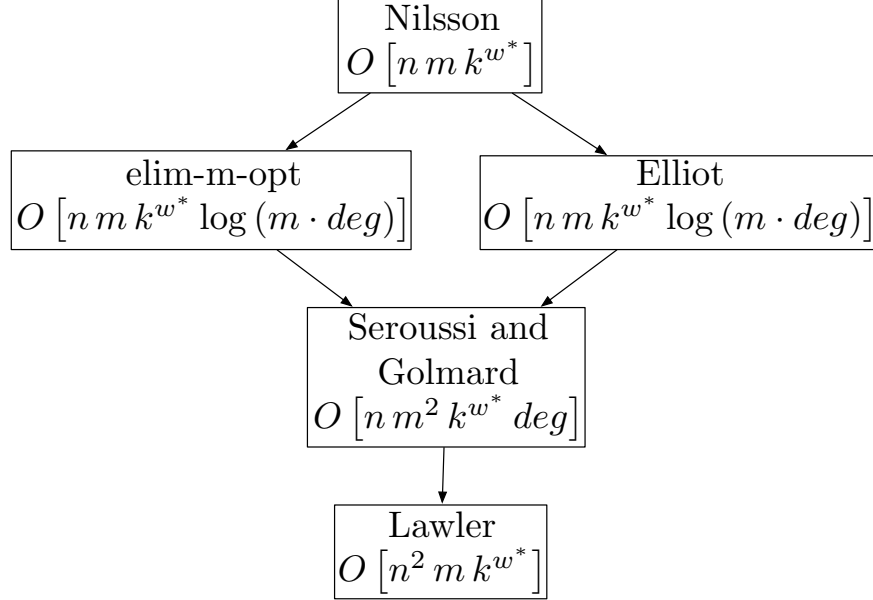 Nilsson
O [n m k^{w^*}]
elim-m-opt
O [n m k^{w^*} log (m · deg)]
Elliot
O [n m k^{w^*} log (m · deg)]
Seroussi and
Golmard
O [n m^2 k^{w^*} deg]
Lawler
O [n^2 m k^{w^*}]